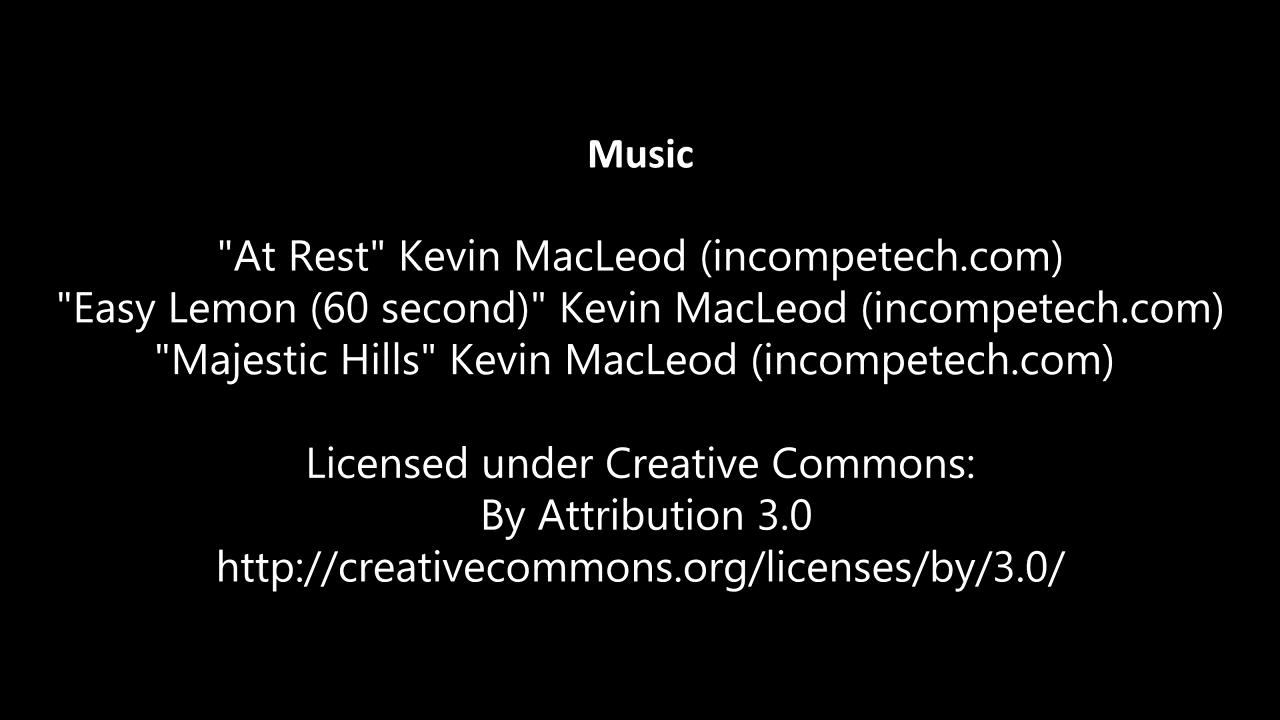 Music
"At Rest" Kevin MacLeod (incompetech.com)
"Easy Lemon (60 second)" Kevin MacLeod (incompetech.com)
"Majestic Hills" Kevin MacLeod (incompetech.com)
Licensed under Creative Commons:
By Attribution 3.0
http://creativecommons.org/licenses/by/3.0/